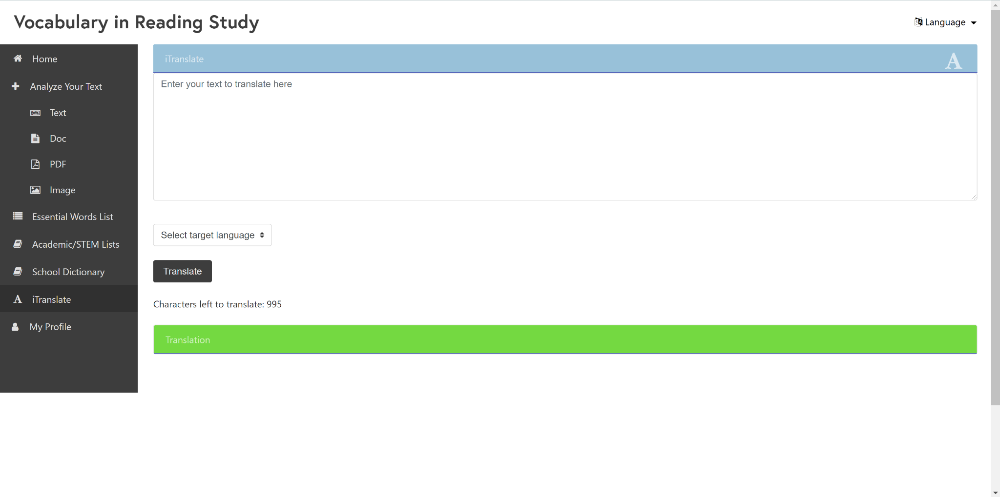 Vocabulary in Reading Study
Language
Home
Analyze Your Text
Text
Doc
PDF
Image
Essential Words List
Academic/STEM Lists
School Dictionary
iTranslate
My Profile
iTranslate
Enter your text to translate here
Select target language
Translate
Characters left to translate: 995
Translation